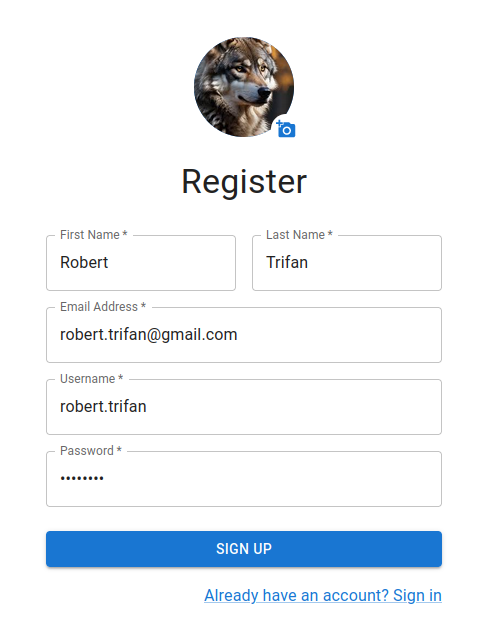 Register
First Name * Last Name *
Robert Trifan
Email Address *
robert.trifan@gmail.com
Username *
robert.trifan
Password *
••••••••
SIGN UP
Already have an account? Sign in